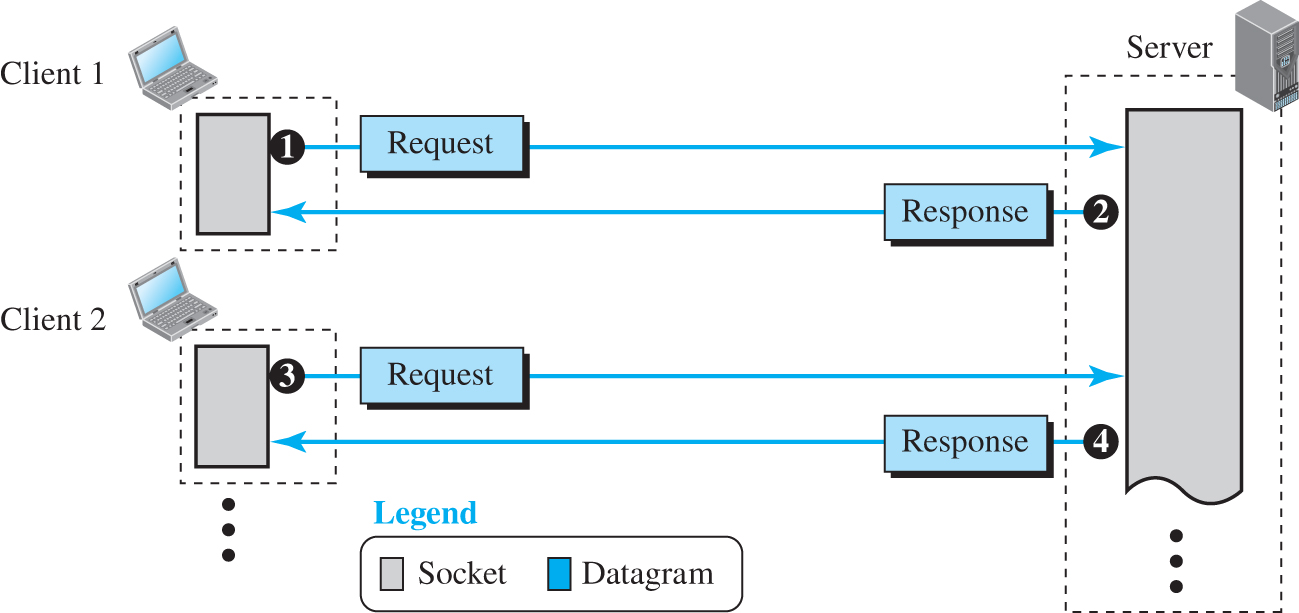 Server
Client 1
1
Request
Response
2
Client 2
3
Request
Response
4
Legend
Socket
Datagram